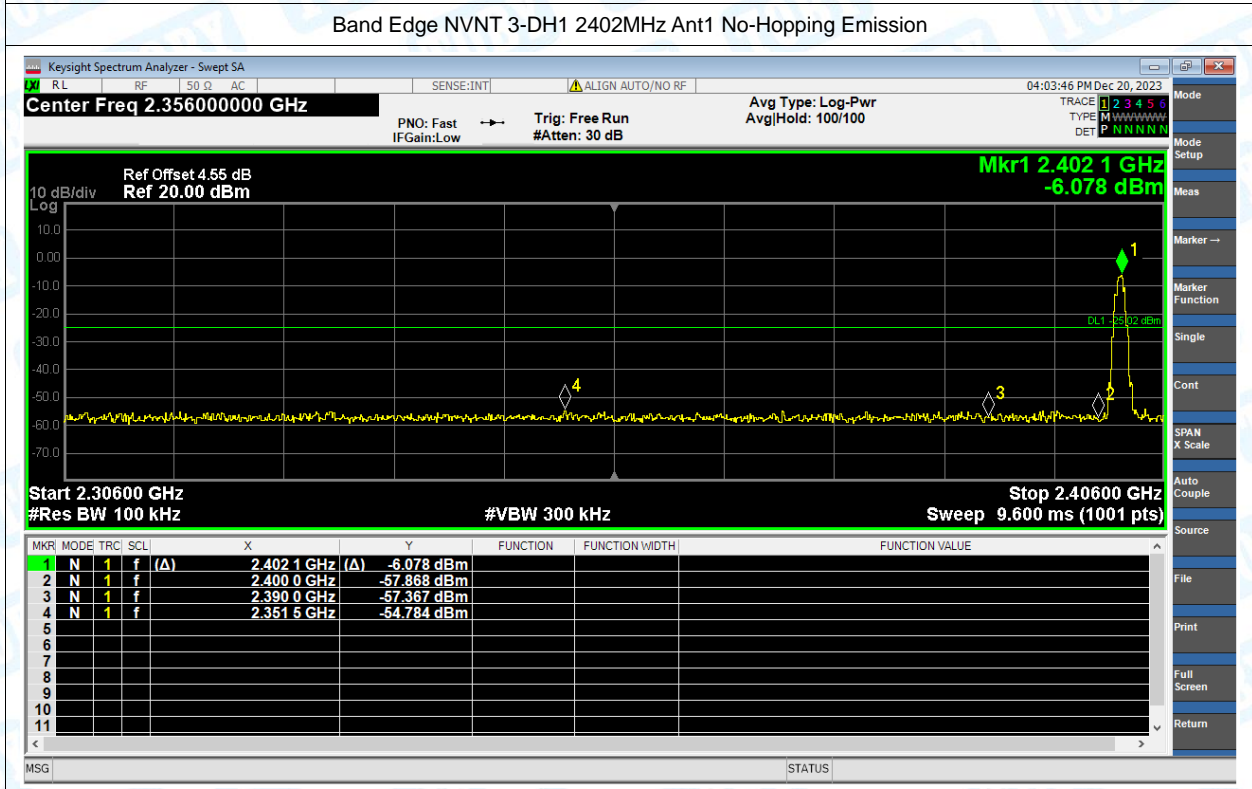 Band Edge NVNT 3-DH1 2402MHz Ant1 No-Hopping Emission
Keysight Spectrum Analyzer - Swept SA
LXI RL RF 50 Ω AC SENSE:INT ALIGN AUTO/NO RF 04:03:46 PM Dec 20, 2023
Center Freq 2.356000000 GHz
PNO: Fast
IFGain:Low
Trig: Free Run
#Atten: 30 dB
Avg Type: Log-Pwr
Avg|Hold: 100/100
TRACE 1 2 3 4 5 6
TYPE M WWWWW
DET P N N N N N
Ref Offset 4.55 dB
10 dB/div Ref 20.00 dBm
Log
Mkr1 2.402 1 GHz
-6.078 dBm
10.0
0.00
-10.0
-20.0
-30.0
-40.0
-50.0
-60.0
-70.0
1
DL1 -25.02 dBm
4
3
2
Start 2.30600 GHz Stop 2.40600 GHz
#Res BW 100 kHz #VBW 300 kHz Sweep 9.600 ms (1001 pts)
MKR MODE TRC SCL X Y FUNCTION FUNCTION WIDTH FUNCTION VALUE
1 N 1 f (Δ) 2.402 1 GHz (Δ) -6.078 dBm
2 N 1 f 2.400 0 GHz -57.868 dBm
3 N 1 f 2.390 0 GHz -57.367 dBm
4 N 1 f 2.351 5 GHz -54.784 dBm
5
6
7
8
9
10
11
MSG STATUS
Mode
Mode Setup
Meas
Marker →
Marker Function
Single
Cont
SPAN X Scale
Auto Couple
Source
File
Print
Full Screen
Return